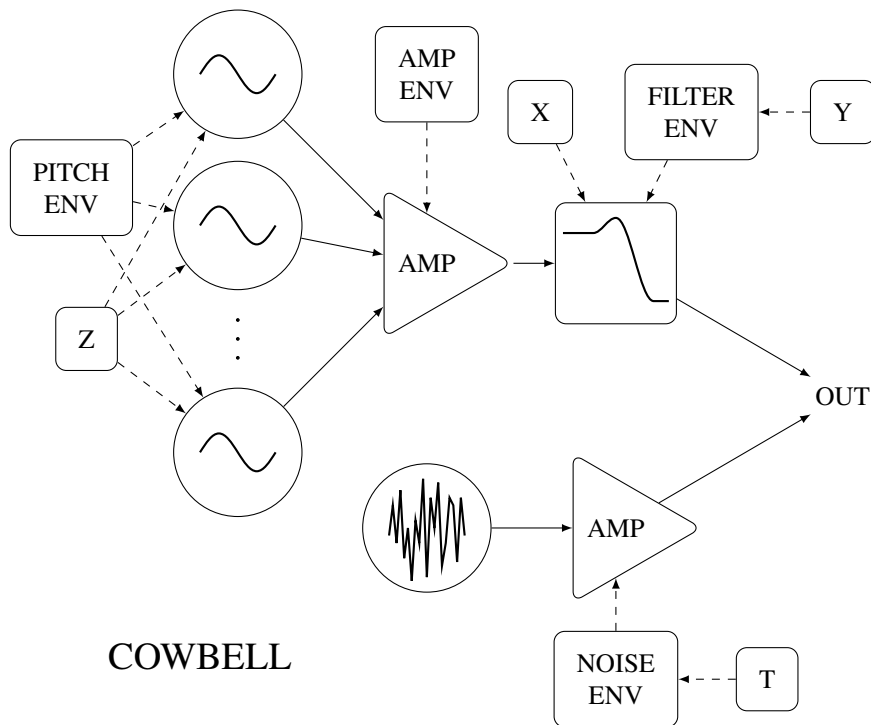 AMP
ENV
X
FILTER
ENV
Y
PITCH
ENV
AMP
Z
OUT
AMP
COWBELL
NOISE
ENV
T